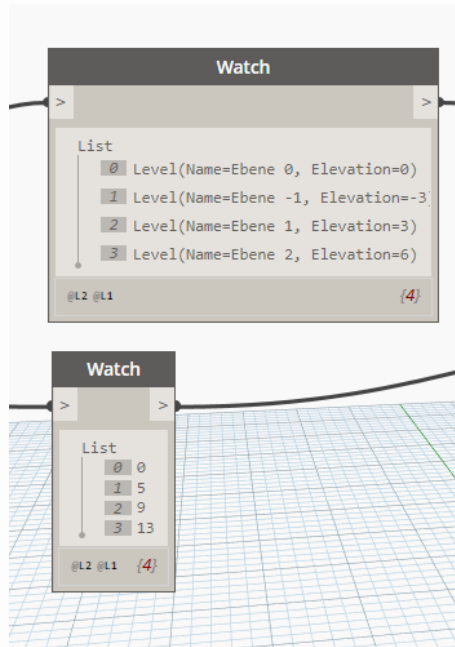 Watch
> >
List
0 Level(Name=Ebene 0, Elevation=0)
1 Level(Name=Ebene -1, Elevation=-3)
2 Level(Name=Ebene 1, Elevation=3)
3 Level(Name=Ebene 2, Elevation=6)
@L2 @L1 {4}
Watch
> >
List
0 0
1 5
2 9
3 13
@L2 @L1 {4}